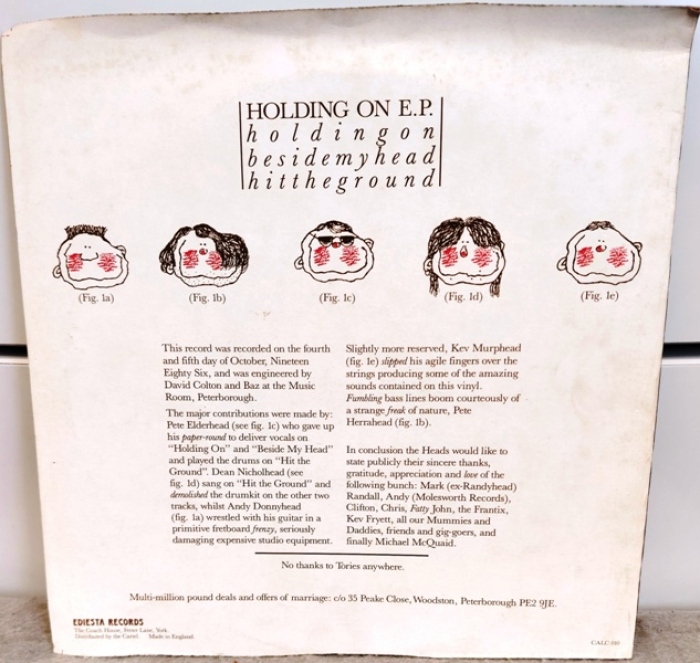 HOLDING ON E.P.
holdingon
besidemyhead
hittheground
(Fig. 1a)
(Fig. 1b)
(Fig. 1c)
(Fig. 1d)
(Fig. 1e)
This record was recorded on the fourth
and fifth day of October, Nineteen
Eighty Six, and was engineered by
David Colton and Baz at the Music
Room, Peterborough.
The major contributions were made by:
Pete Elderhead (see fig. 1c) who gave up
his paper-round to deliver vocals on
"Holding On" and "Beside My Head"
and played the drums on "Hit the
Ground". Dean Nicholhead (see
fig. 1d) sang on "Hit the Ground" and
demolished the drumkit on the other two
tracks, whilst Andy Donnyhead
(fig. 1a) wrestled with his guitar in a
primitive fretboard frenzy, seriously
damaging expensive studio equipment.
Slightly more reserved, Kev Murphead
(fig. 1e) slipped his agile fingers over the
strings producing some of the amazing
sounds contained on this vinyl.
Fumbling bass lines boom courteously of
a strange freak of nature, Pete
Herrahead (fig. 1b).
In conclusion the Heads would like to
state publicly their sincere thanks,
gratitude, appreciation and love of the
following bunch: Mark (ex-Randyhead)
Randall, Andy (Molesworth Records),
Clifton, Chris, Fatty John, the Frantix,
Kev Fryett, all our Mummies and
Daddies, friends and gig-goers, and
finally Michael McQuaid.
No thanks to Tories anywhere.
Multi-million pound deals and offers of marriage: c/o 35 Peake Close, Woodston, Peterborough PE2 9JE.
EDIESTA RECORDS
The Coach House, Fetter Lane, York.
Distributed by the Cartel. Made in England